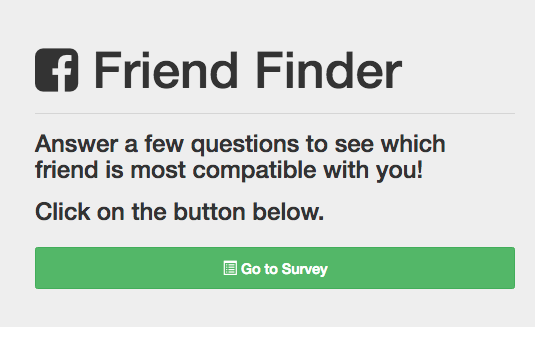 Friend Finder
Answer a few questions to see which
friend is most compatible with you!
Click on the button below.
Go to Survey